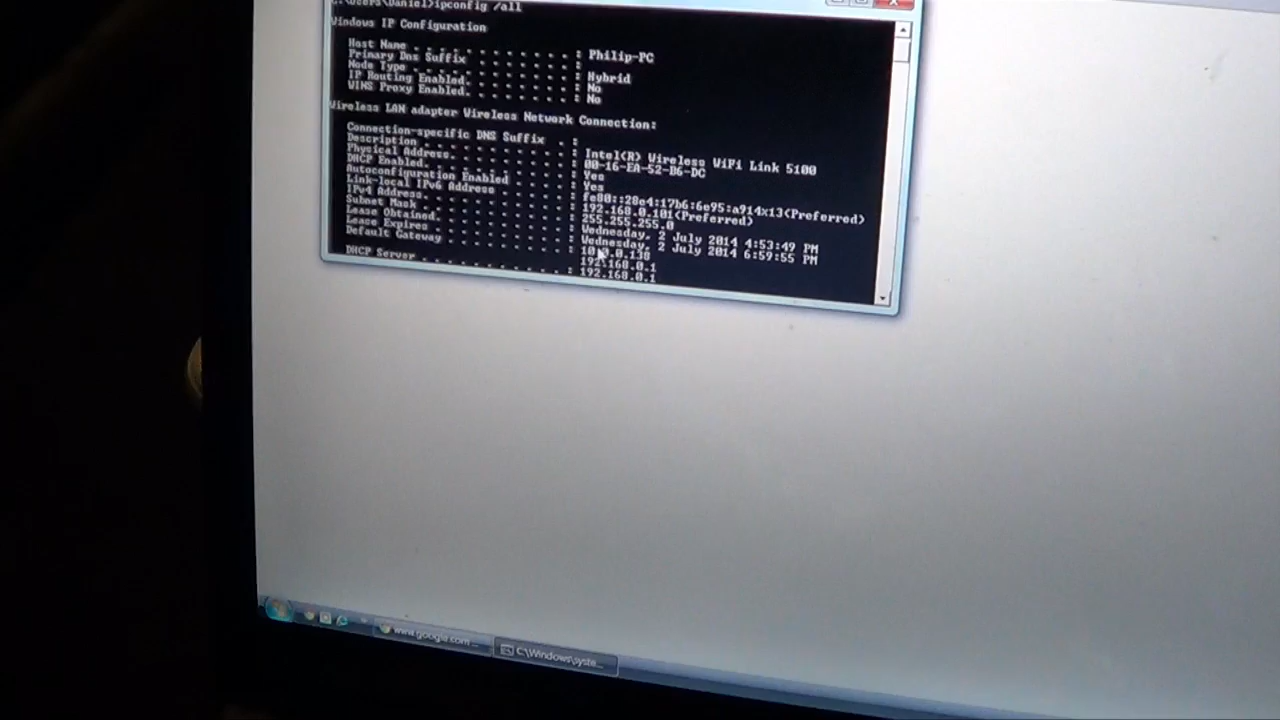 C:\Users\Daniel>ipconfig /all
Windows IP Configuration
Host Name . . . . . . . . . . . . : Philip-PC
Primary Dns Suffix . . . . . . . :
Node Type . . . . . . . . . . . . : Hybrid
IP Routing Enabled. . . . . . . . : No
WINS Proxy Enabled. . . . . . . . : No
Wireless LAN adapter Wireless Network Connection:
Connection-specific DNS Suffix . :
Description . . . . . . . . . . . : Intel(R) Wireless WiFi Link 5100
Physical Address. . . . . . . . . : 00-16-EA-52-B6-DC
DHCP Enabled. . . . . . . . . . . : Yes
Autoconfiguration Enabled . . . . : Yes
Link-local IPv6 Address . . . . . : fe80::28e4:17b6:6e95:a914%13(Preferred)
IPv4 Address. . . . . . . . . . . : 192.168.0.101(Preferred)
Subnet Mask . . . . . . . . . . . : 255.255.255.0
Lease Obtained. . . . . . . . . . : Wednesday, 2 July 2014 4:53:49 PM
Lease Expires . . . . . . . . . . : Wednesday, 2 July 2014 6:59:55 PM
Default Gateway . . . . . . . . . : 10.0.0.138
192.168.0.1
DHCP Server . . . . . . . . . . . : 192.168.0.1
www.google.com ...
C:\Windows\syste...